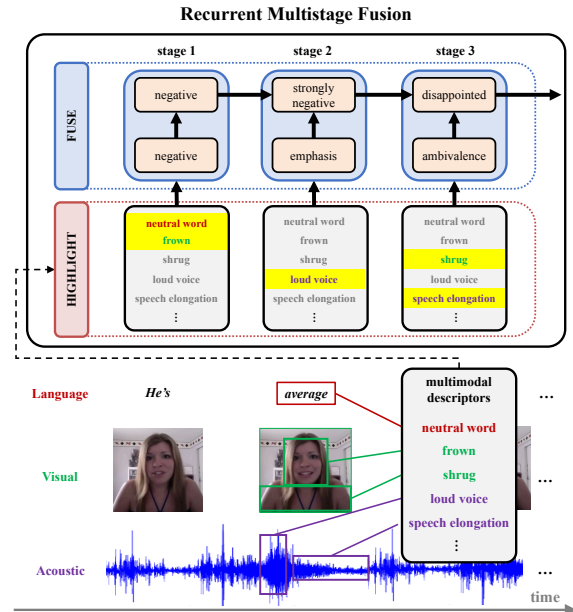 Recurrent Multistage Fusion
stage 1
stage 2
stage 3
FUSE
negative
strongly
negative
disappointed
negative
emphasis
ambivalence
HIGHLIGHT
neutral word
frown
shrug
loud voice
speech elongation
⋮
neutral word
frown
shrug
loud voice
speech elongation
⋮
neutral word
frown
shrug
loud voice
speech elongation
⋮
Language
He's
average
multimodal
descriptors
neutral word
frown
shrug
loud voice
speech elongation
⋮
...
Visual
...
Acoustic
...
time